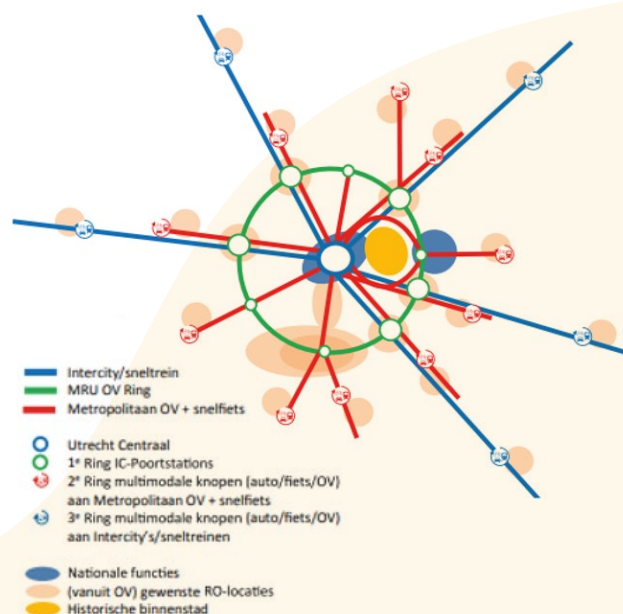 Intercity/sneltrein
MRU OV Ring
Metropolitaan OV + snelfiets
Utrecht Centraal
1e Ring IC-Poortstations
2e Ring multimodale knopen (auto/fiets/OV)
aan Metropolitaan OV + snelfiets
3e Ring multimodale knopen (auto/fiets/OV)
aan Intercity's/sneltreinen
Nationale functies
(vanuit OV) gewenste RO-locaties
Historische binnenstad